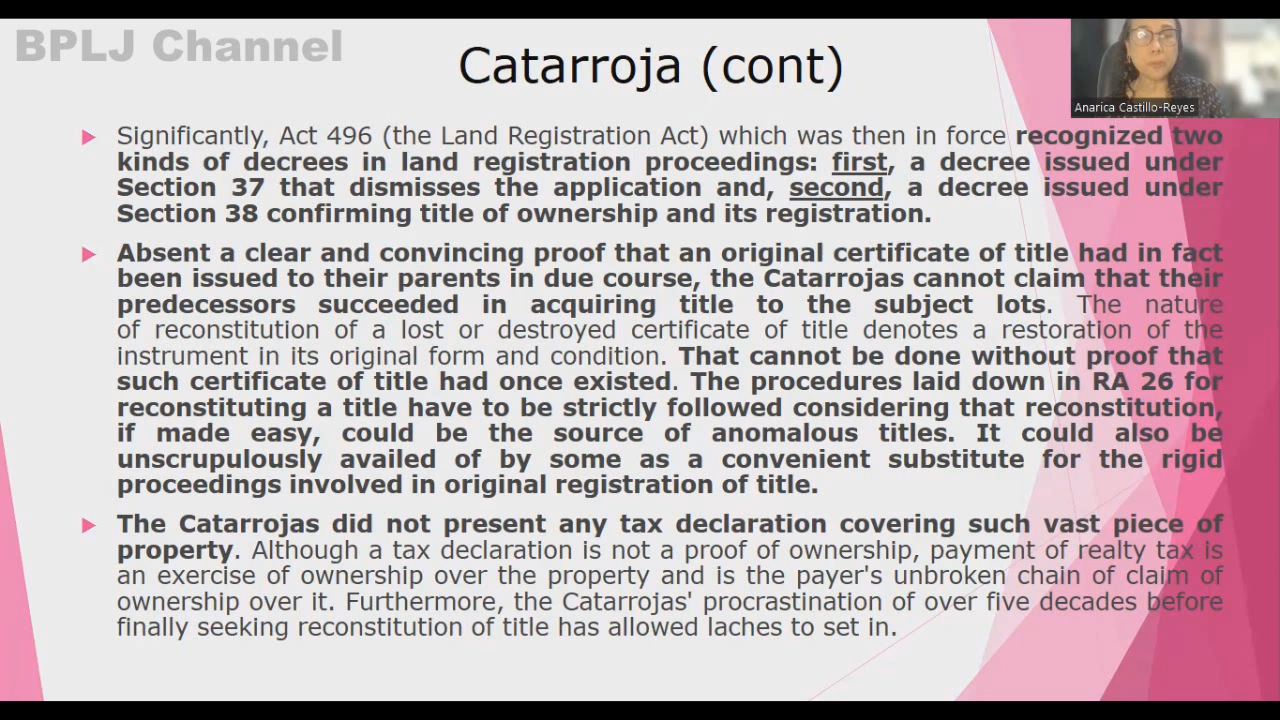 BPLJ Channel
Catarroja (cont)
Anarica Castillo-Reyes
Significantly, Act 496 (the Land Registration Act) which was then in force recognized two
kinds of decrees in land registration proceedings: first, a decree issued under
Section 37 that dismisses the application and, second, a decree issued under
Section 38 confirming title of ownership and its registration.
Absent a clear and convincing proof that an original certificate of title had in fact
been issued to their parents in due course, the Catarrojas cannot claim that their
predecessors succeeded in acquiring title to the subject lots. The nature
of reconstitution of a lost or destroyed certificate of title denotes a restoration of the
instrument in its original form and condition. That cannot be done without proof that
such certificate of title had once existed. The procedures laid down in RA 26 for
reconstituting a title have to be strictly followed considering that reconstitution,
if made easy, could be the source of anomalous titles. It could also be
unscrupulously availed of by some as a convenient substitute for the rigid
proceedings involved in original registration of title.
The Catarrojas did not present any tax declaration covering such vast piece of
property. Although a tax declaration is not a proof of ownership, payment of realty tax is
an exercise of ownership over the property and is the payer's unbroken chain of claim of
ownership over it. Furthermore, the Catarrojas' procrastination of over five decades before
finally seeking reconstitution of title has allowed laches to set in.